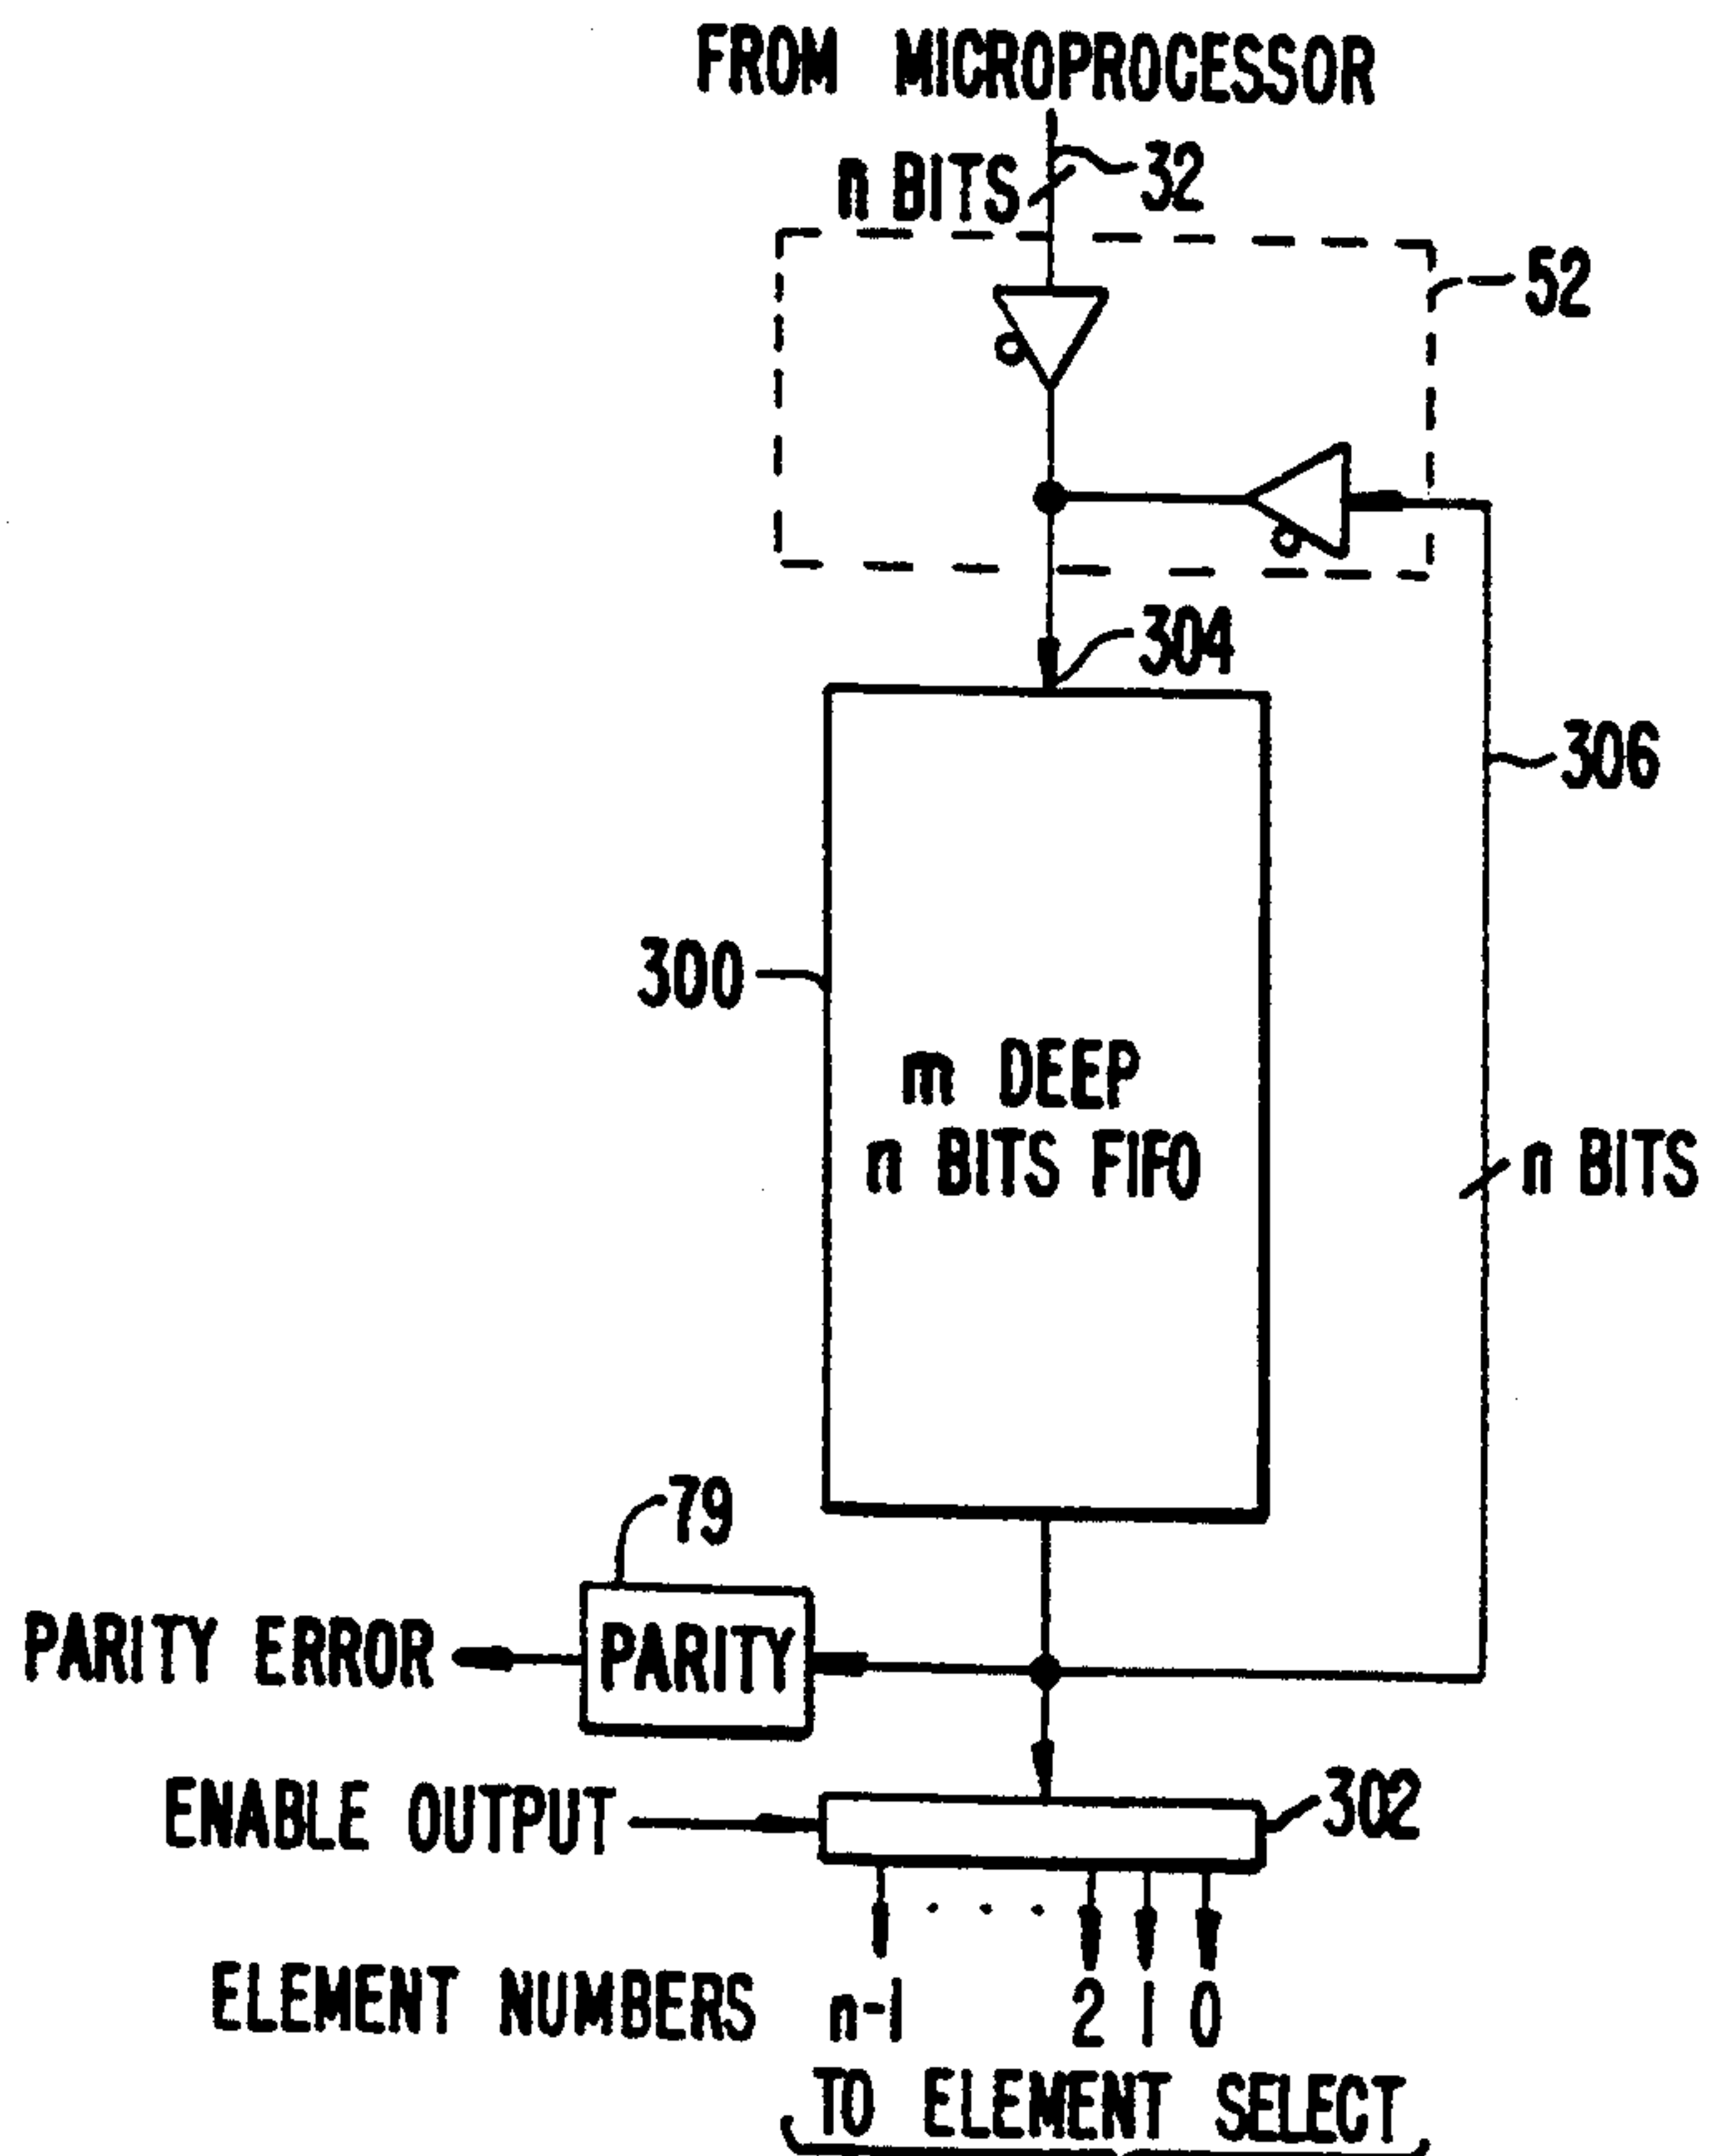 FROM MICROPROCESSOR
n BITS
32
52
304
306
300
m DEEP
n BITS FIFO
n BITS
79
PARITY ERROR
PARITY
ENABLE OUTPUT
302
ELEMENT NUMBERS n-1 . . . 2 1 0
TO ELEMENT SELECT